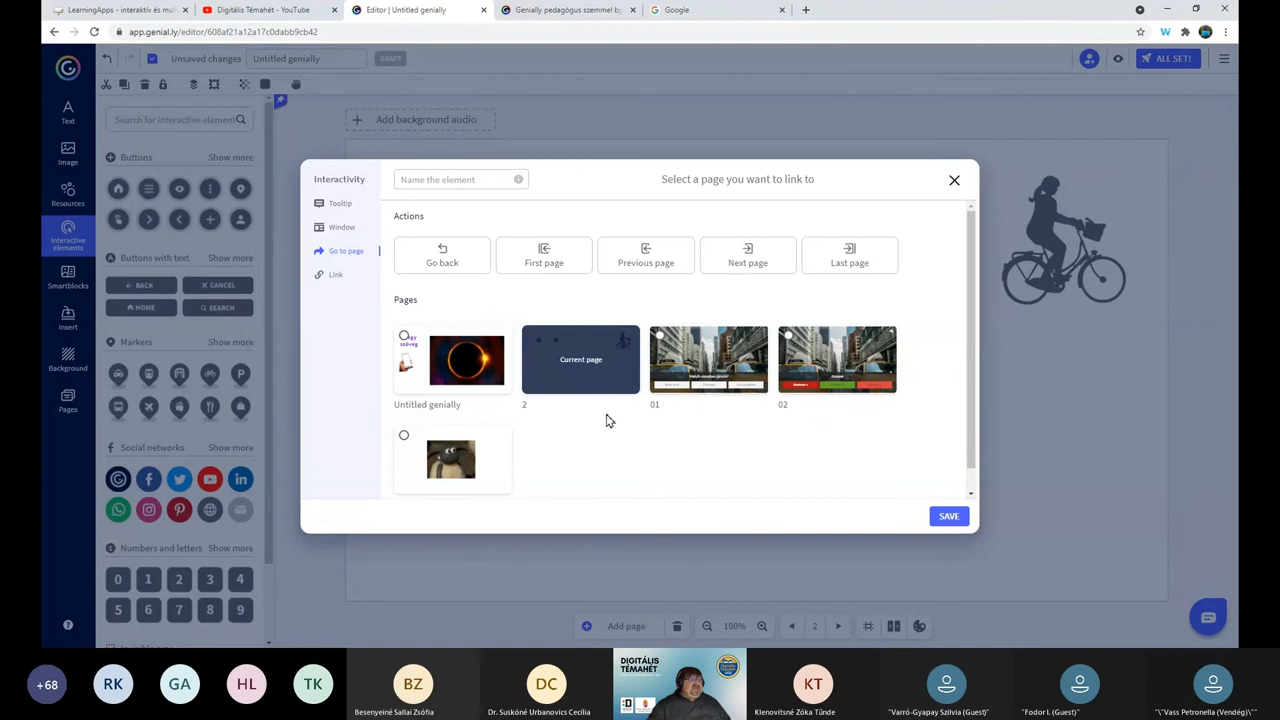 LearningApps - interaktív és mul
Digitális Témahét - YouTube
Editor | Untitled genially
Genially pedagógus szemmel by
Google
app.genial.ly/editor/608af21a12a17c0dabb9cb42
Unsaved changes
Untitled genially
DRAFT
ALL SET!
Text
Image
Resources
Interactive
elements
Smartblocks
Insert
Background
Pages
Search for interactive element
Buttons
Show more
Buttons with text
Show more
BACK
CANCEL
HOME
SEARCH
Markers
Show more
P
Social networks
Show more
Numbers and letters
Show more
0 1 2 3 4
5 6 7 8 9
Add background audio
Interactivity
Tooltip
Window
Go to page
Link
Name the element
Select a page you want to link to
Actions
Go back
First page
Previous page
Next page
Last page
Pages
szöveg
Current page
Untitled genially
2
01
02
SAVE
Add page
100%
2
+68
RK
GA
HL
TK
BZ
Besenyeiné Sallai Zsófia
DC
Dr. Suskóné Urbanovics Cecília
DIGITÁLIS
TÉMAHÉT
KT
Klenovitsné Zóka Tünde
"Varró-Gyapay Szilvia (Guest)"
"Fodor I. (Guest)"
"\"Vass Petronella (Vendég)\""